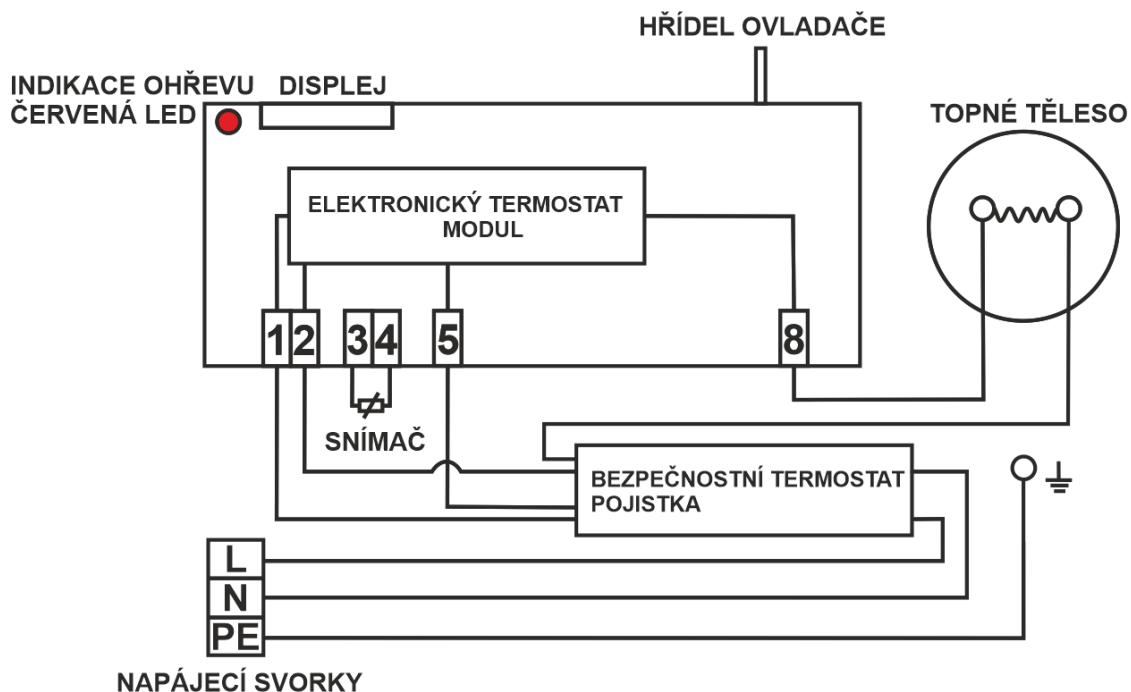 HŘÍDEL OVLADAČE
INDIKACE OHŘEVU
ČERVENÁ LED
DISPLEJ
TOPNÉ TĚLESO
ELEKTRONICKÝ TERMOSTAT
MODUL
1
2
3
4
5
8
SNÍMAČ
BEZPEČNOSTNÍ TERMOSTAT
POJISTKA
L
N
PE
NAPÁJECÍ SVORKY